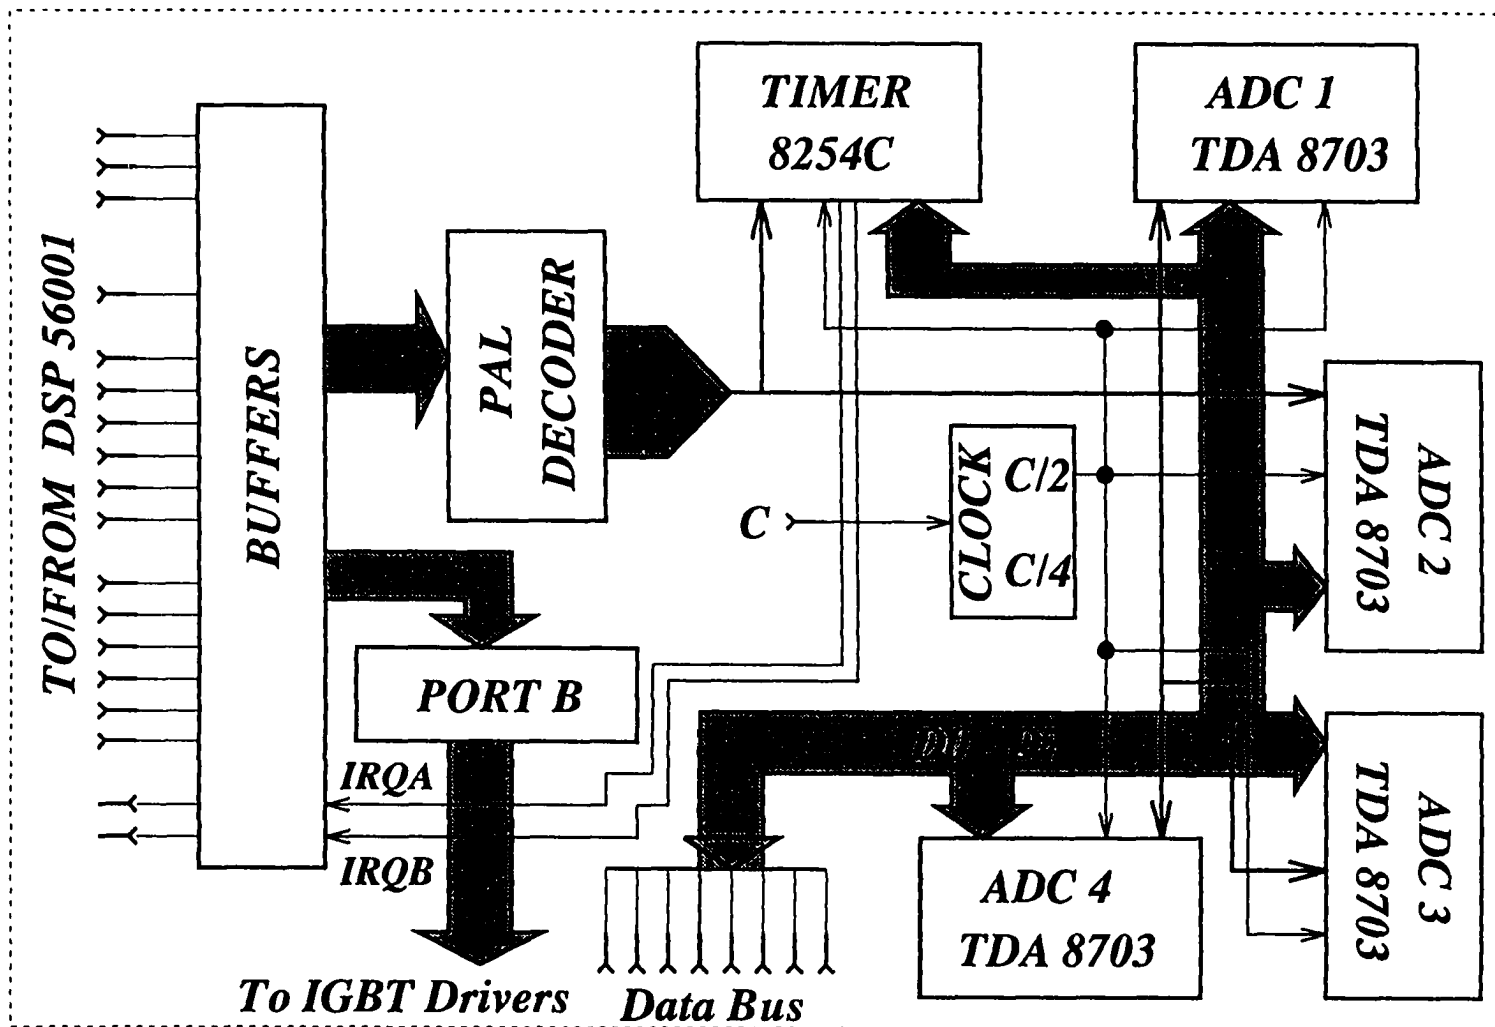 TO/FROM DSP 56001
BUFFERS
PAL
DECODER
TIMER
8254C
ADC 1
TDA 8703
C
CLOCK
C/2
C/4
ADC 2
TDA 8703
PORT B
IRQA
IRQB
ADC 4
TDA 8703
ADC 3
TDA 8703
To IGBT Drivers
Data Bus